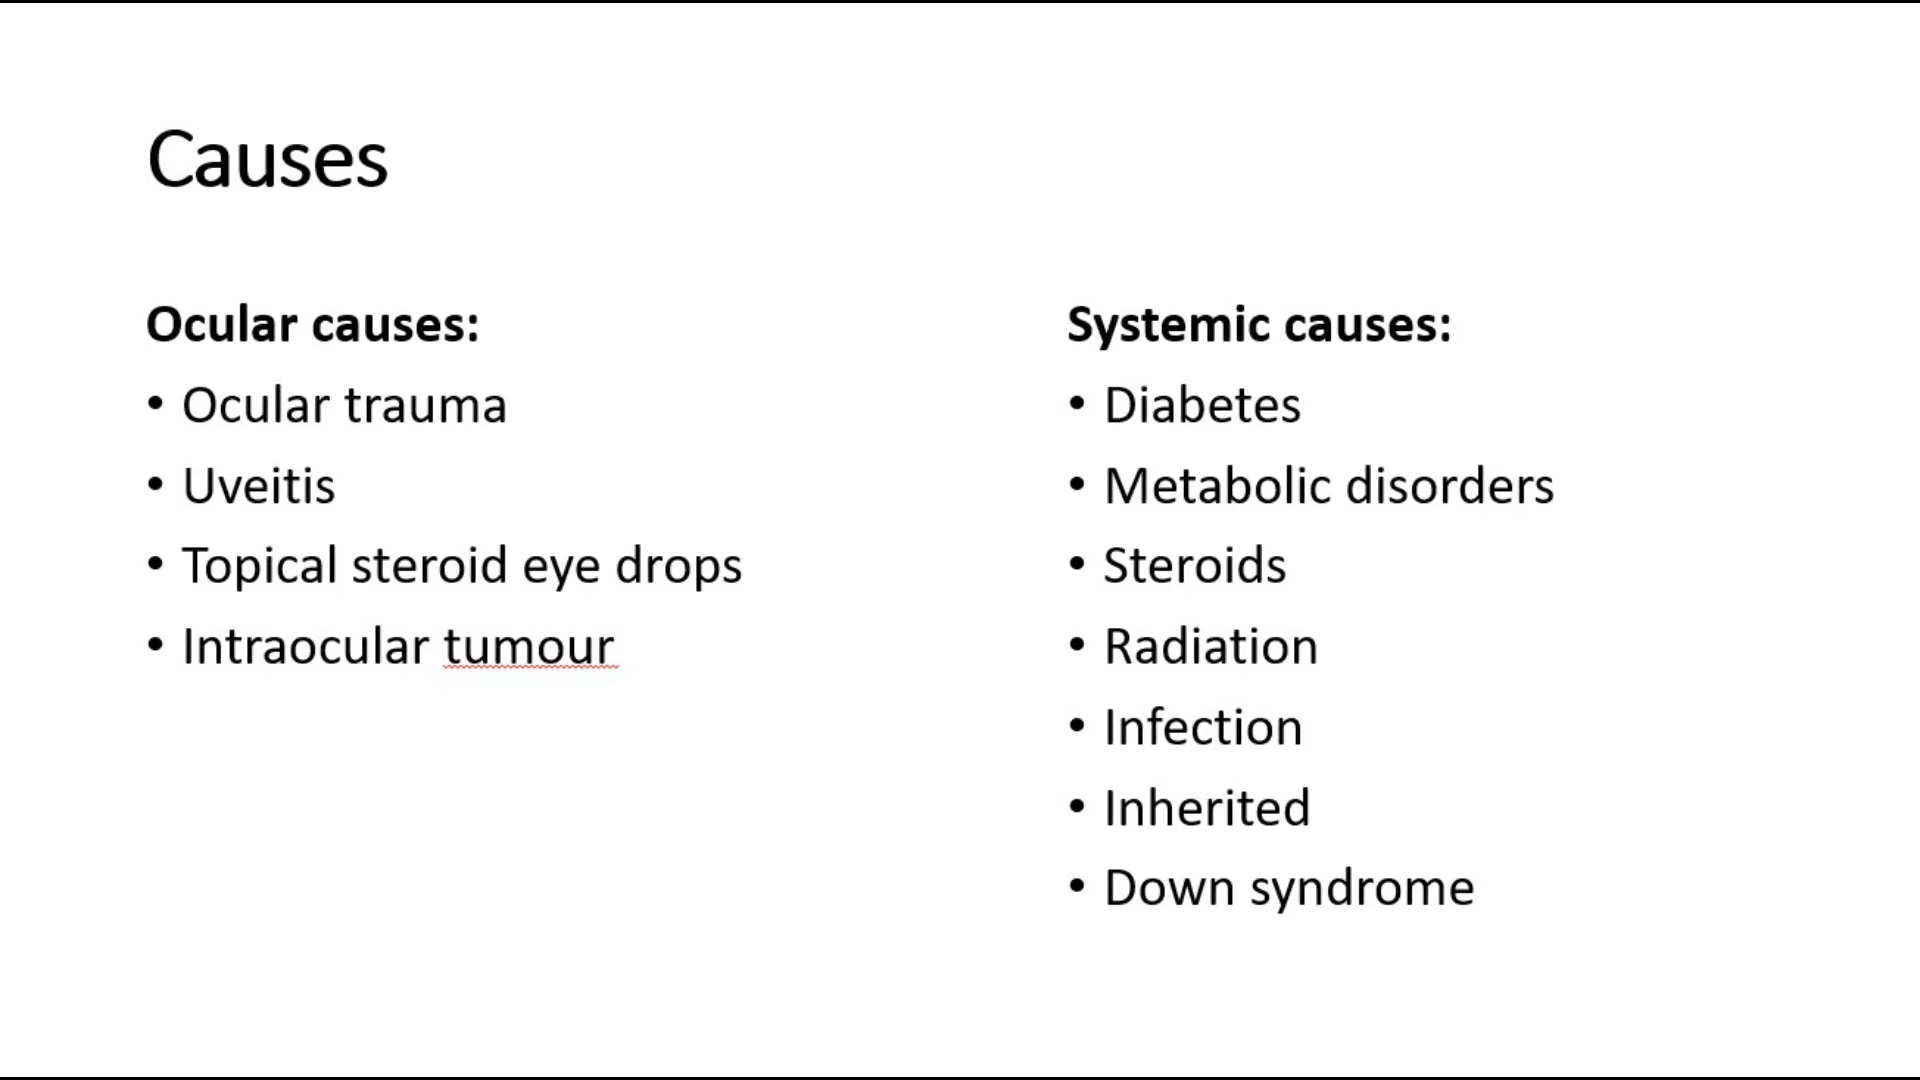 Causes
Ocular causes:
• Ocular trauma
• Uveitis
• Topical steroid eye drops
• Intraocular tumour
Systemic causes:
• Diabetes
• Metabolic disorders
• Steroids
• Radiation
• Infection
• Inherited
• Down syndrome